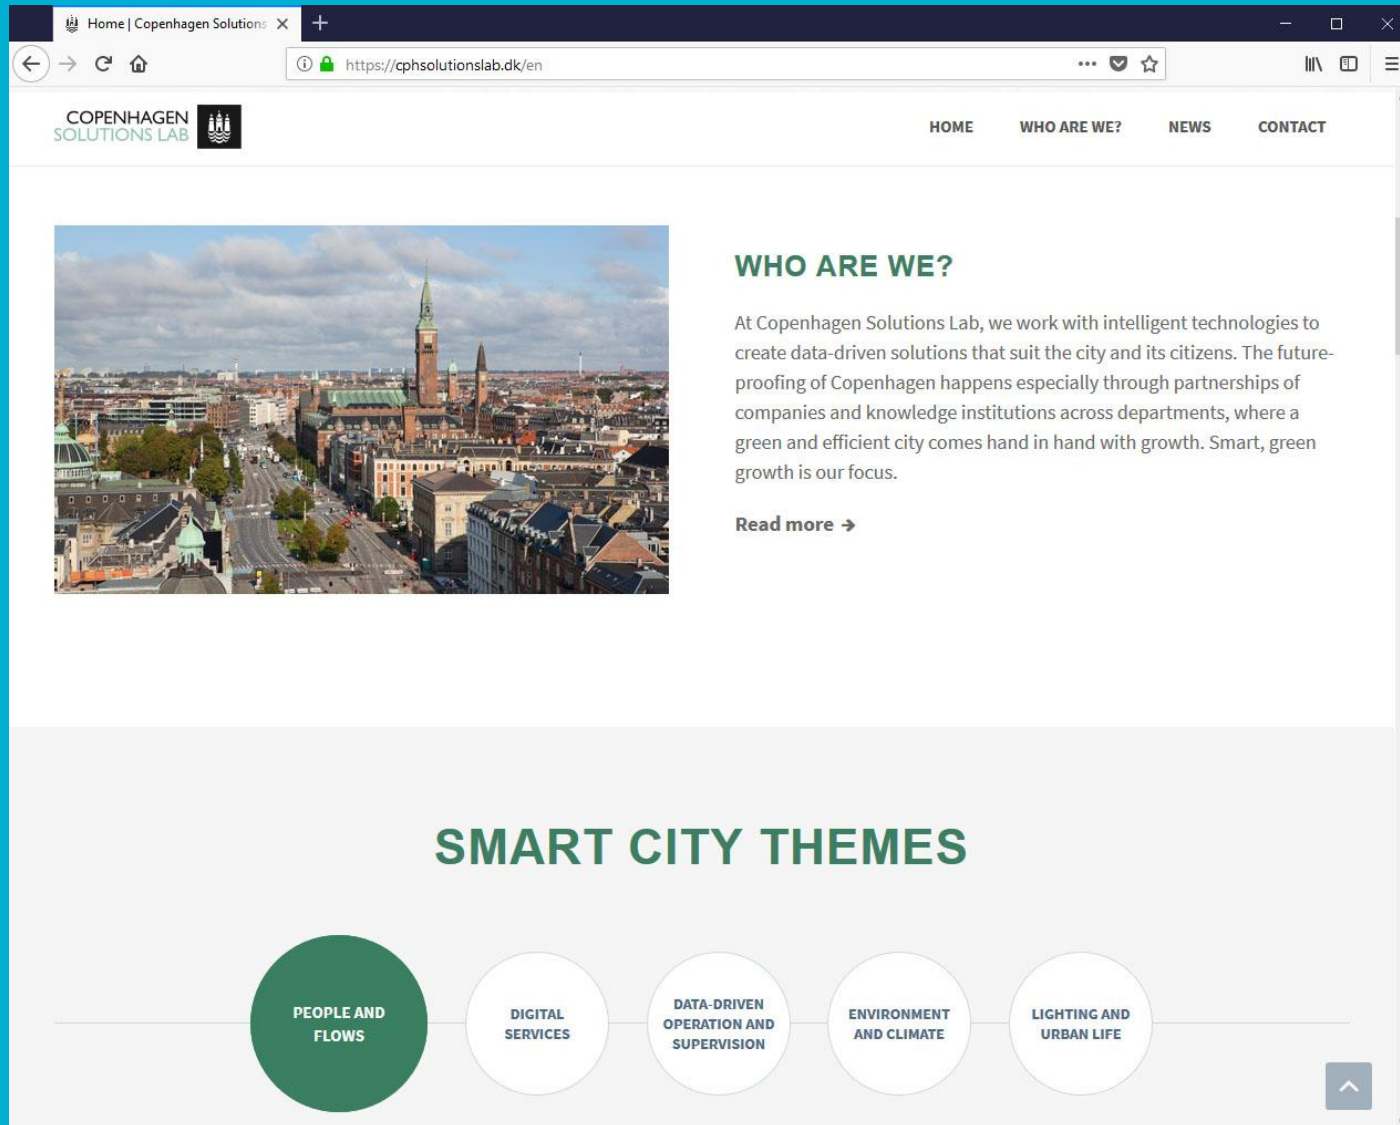 Home | Copenhagen Solutions
https://cphsolutionslab.dk/en
COPENHAGEN
SOLUTIONS LAB
HOME WHO ARE WE? NEWS CONTACT
WHO ARE WE?
At Copenhagen Solutions Lab, we work with intelligent technologies to
create data-driven solutions that suit the city and its citizens. The future-
proofing of Copenhagen happens especially through partnerships of
companies and knowledge institutions across departments, where a
green and efficient city comes hand in hand with growth. Smart, green
growth is our focus.
Read more →
SMART CITY THEMES
PEOPLE AND
FLOWS
DIGITAL
SERVICES
DATA-DRIVEN
OPERATION AND
SUPERVISION
ENVIRONMENT
AND CLIMATE
LIGHTING AND
URBAN LIFE